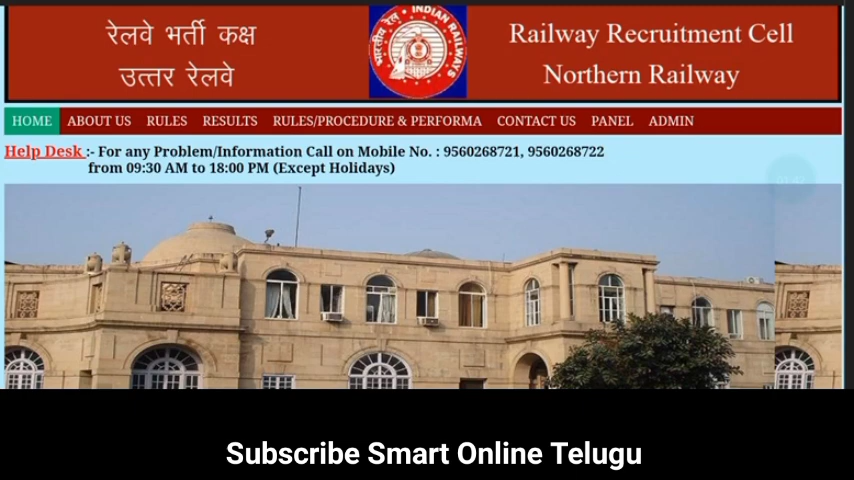 रेलवे भर्ती कक्ष
उत्तर रेलवे
भारतीय रेल INDIAN RAILWAYS
Railway Recruitment Cell
Northern Railway
HOME ABOUT US RULES RESULTS RULES/PROCEDURE & PERFORMA CONTACT US PANEL ADMIN
Help Desk :- For any Problem/Information Call on Mobile No. : 9560268721, 9560268722
from 09:30 AM to 18:00 PM (Except Holidays)
Subscribe Smart Online Telugu